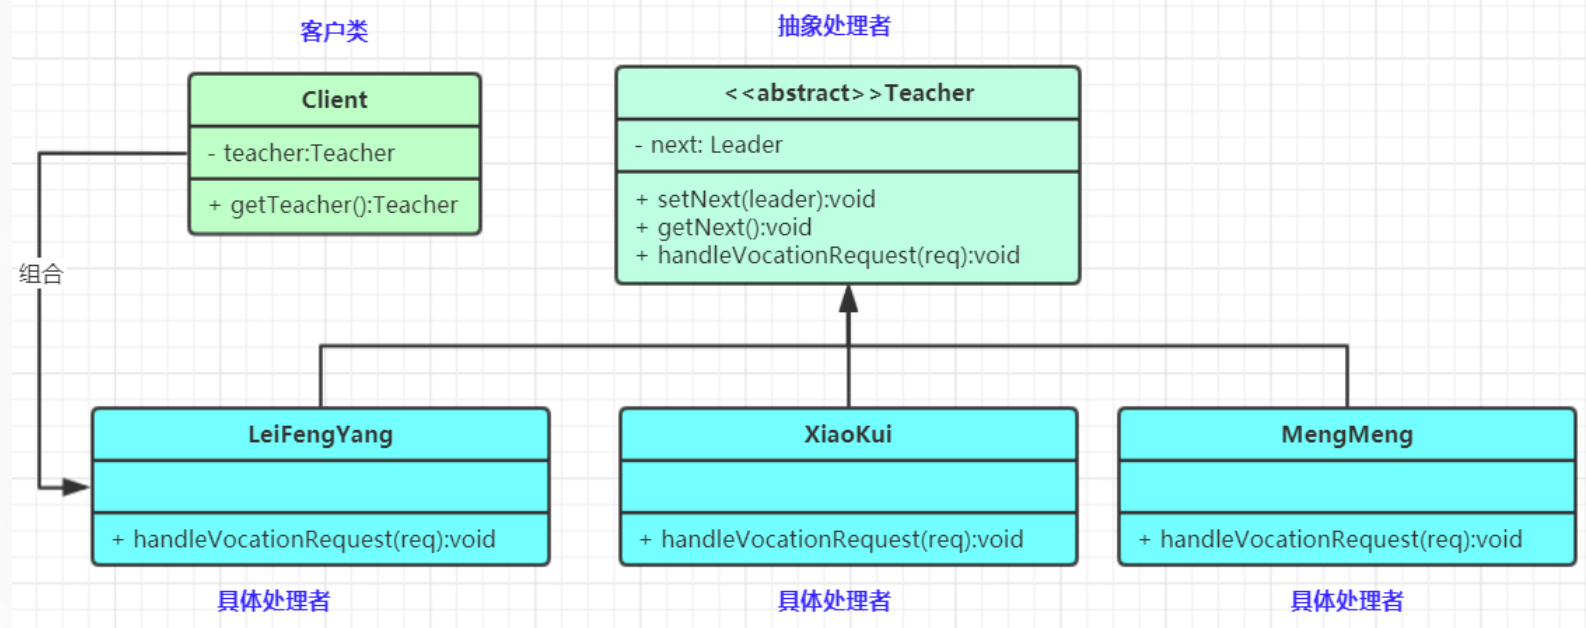 客户类
抽象处理者
Client
- teacher:Teacher
+ getTeacher():Teacher
<<abstract>>Teacher
- next: Leader
+ setNext(leader):void
+ getNext():void
+ handleVocationRequest(req):void
组合
LeiFengYang
+ handleVocationRequest(req):void
具体处理者
XiaoKui
+ handleVocationRequest(req):void
具体处理者
MengMeng
+ handleVocationRequest(req):void
具体处理者